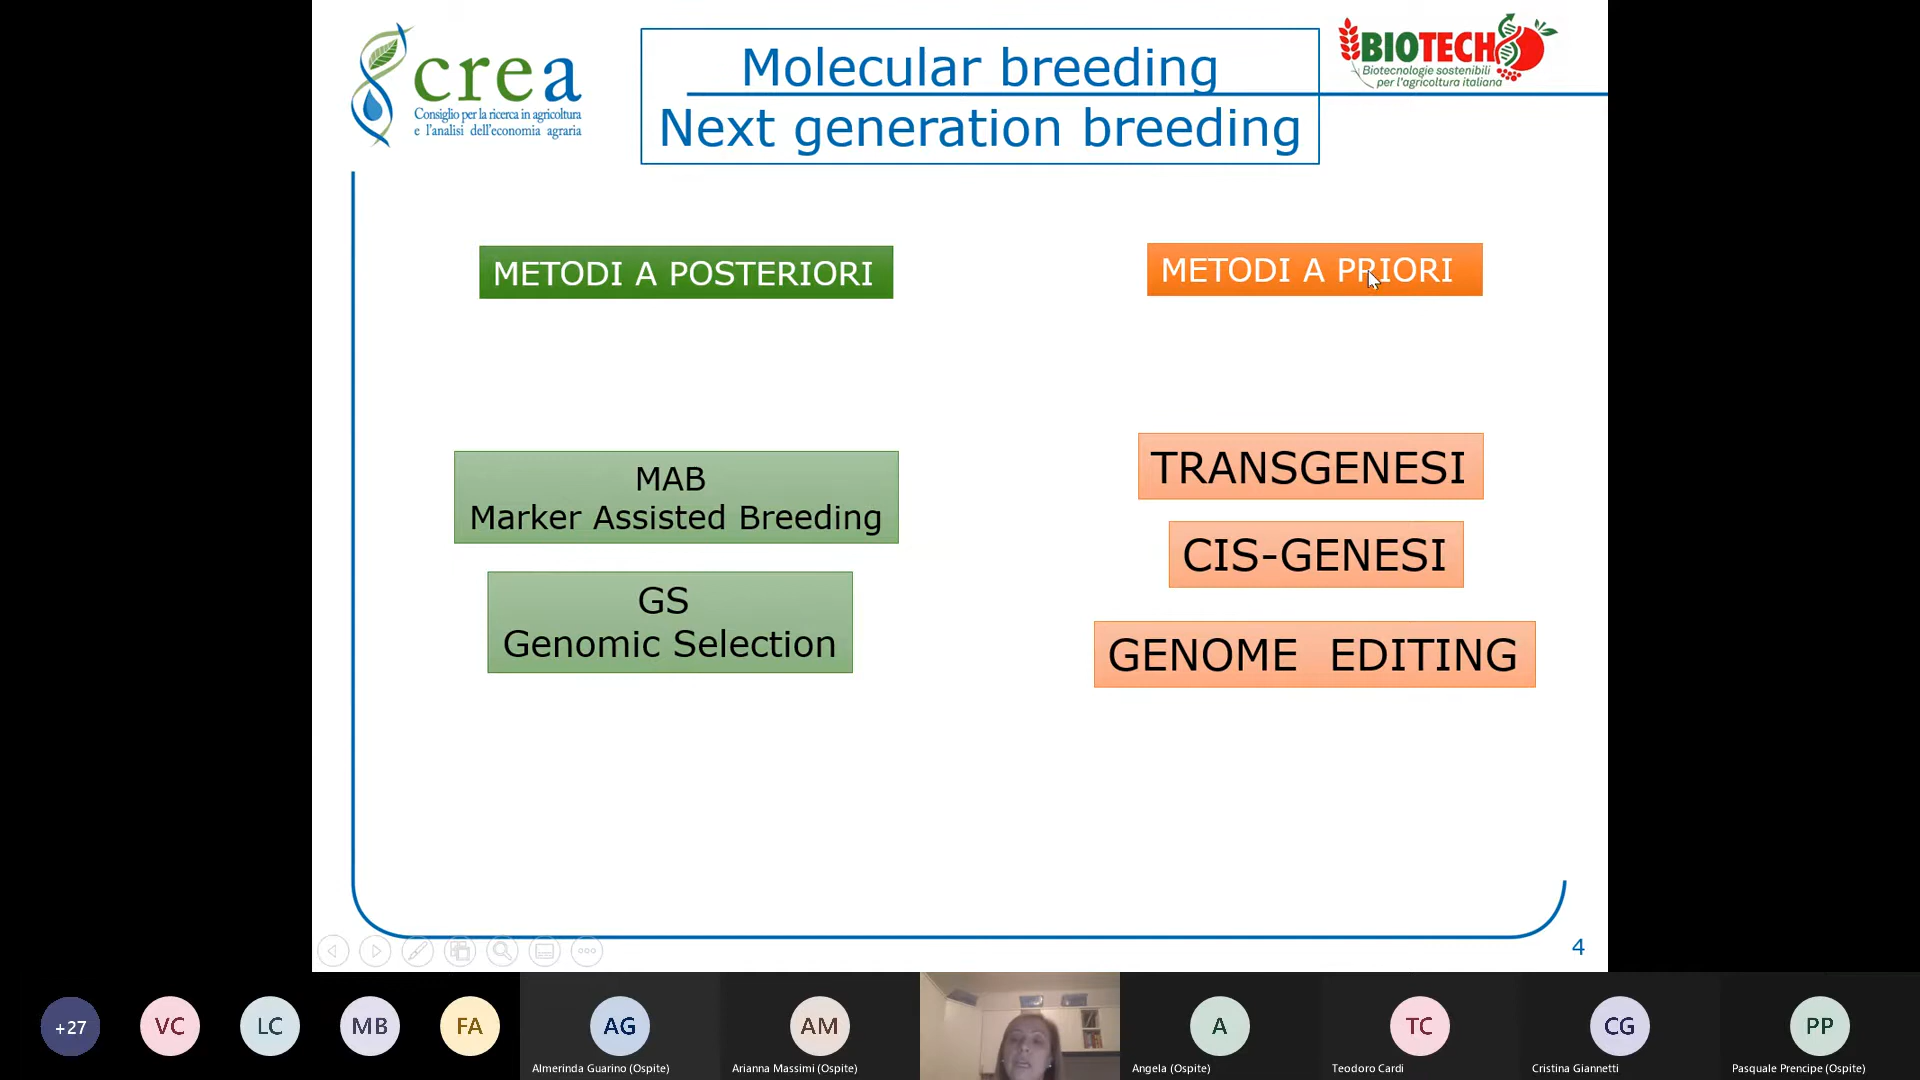 crea
Consiglio per la ricerca in agricoltura
e l'analisi dell'economia agraria
Molecular breeding
Next generation breeding
BIOTECH
Biotecnologie sostenibili
per l'agricoltura italiana
METODI A POSTERIORI
METODI A PRIORI
MAB
Marker Assisted Breeding
GS
Genomic Selection
TRANSGENESI
CIS-GENESI
GENOME EDITING
4
+27
VC
LC
MB
FA
AG
Almerinda Guarino (Ospite)
AM
Arianna Massimi (Ospite)
A
Angela (Ospite)
TC
Teodoro Cardi
CG
Cristina Giannetti
PP
Pasquale Prencipe (Ospite)